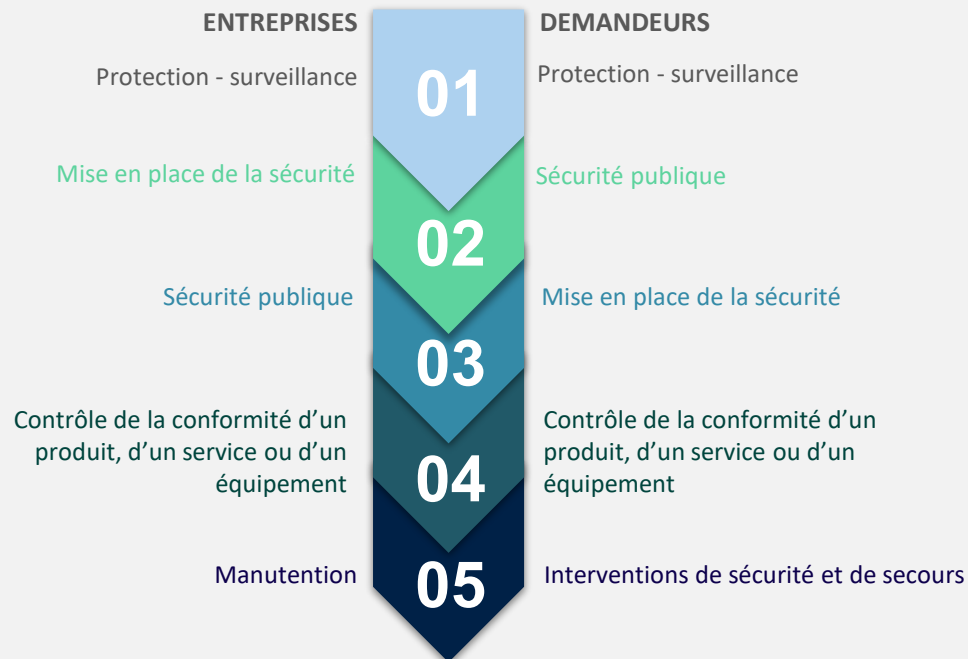 ENTREPRISES
DEMANDEURS
Protection - surveillance
01
Protection - surveillance
Mise en place de la sécurité
02
Sécurité publique
Sécurité publique
03
Mise en place de la sécurité
Contrôle de la conformité d’un
produit, d’un service ou d’un
équipement
04
Contrôle de la conformité d’un
produit, d’un service ou d’un
équipement
Manutention
05
Interventions de sécurité et de secours